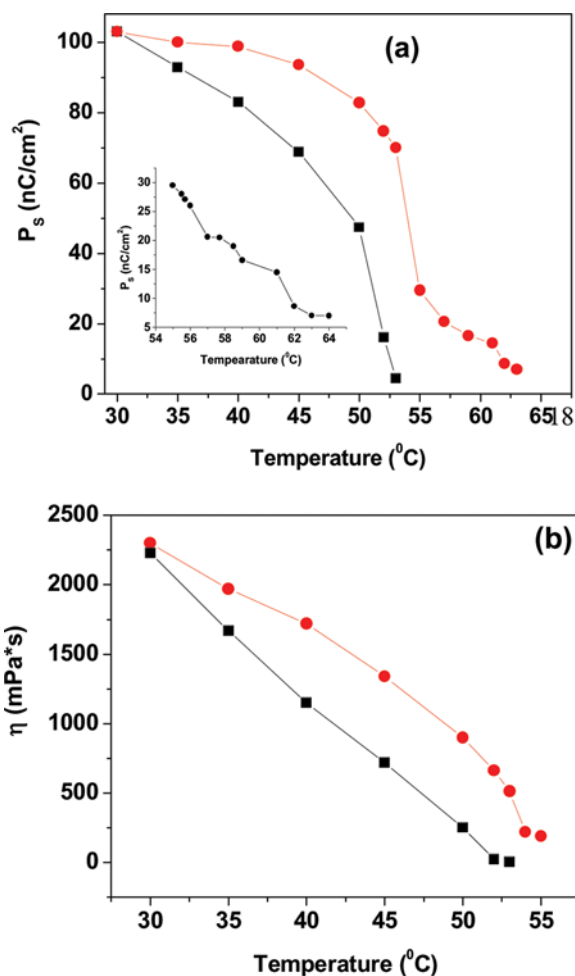 (a)
P_S (nC/cm²)
100
80
60
40
20
0
30 35 40 45 50 55 60 65 18
Temperature (⁰C)
P_S (nC/cm²)
30
25
20
15
10
5
54 56 58 60 62 64
Tempearature (⁰C)
(b)
η (mPa*s)
2500
2000
1500
1000
500
0
30 35 40 45 50 55
Temperature (⁰C)